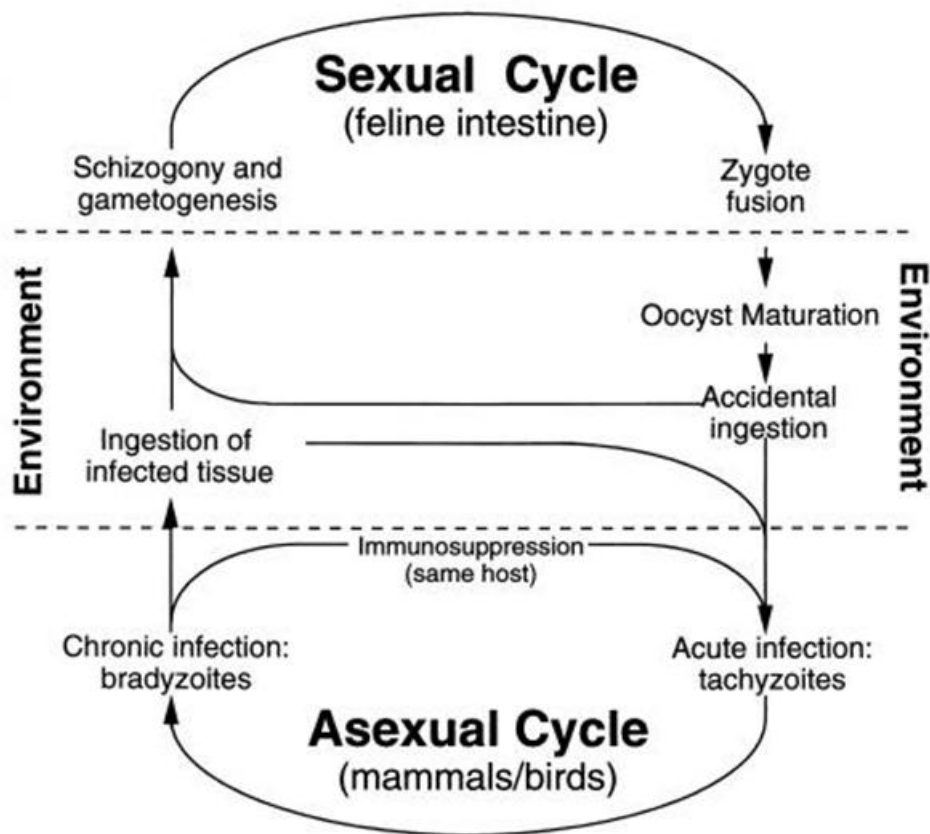 Sexual Cycle
(feline intestine)
Schizogony and
gametogenesis
Zygote
fusion
Environment
Environment
Oocyst Maturation
Accidental
ingestion
Ingestion of
infected tissue
Immunosuppression
(same host)
Chronic infection:
bradyzoites
Acute infection:
tachyzoites
Asexual Cycle
(mammals/birds)